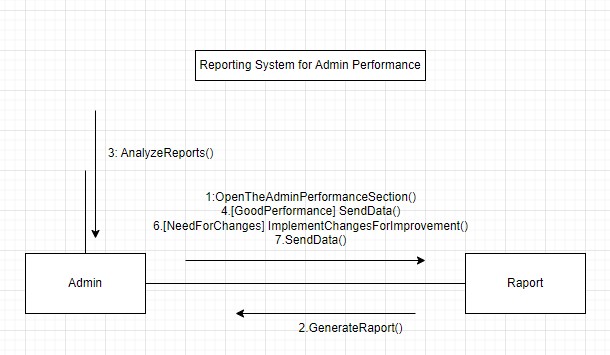 Reporting System for Admin Performance
3: AnalyzeReports()
1:OpenTheAdminPerformanceSection()
4.[GoodPerformance] SendData()
6.[NeedForChanges] ImplementChangesForImprovement()
7.SendData()
Admin
Raport
2.GenerateRaport()